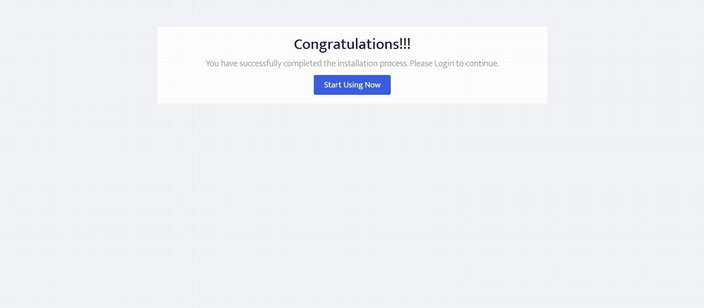 Congratulations!!!
You have successfully completed the installation process. Please Login to continue.
Start Using Now